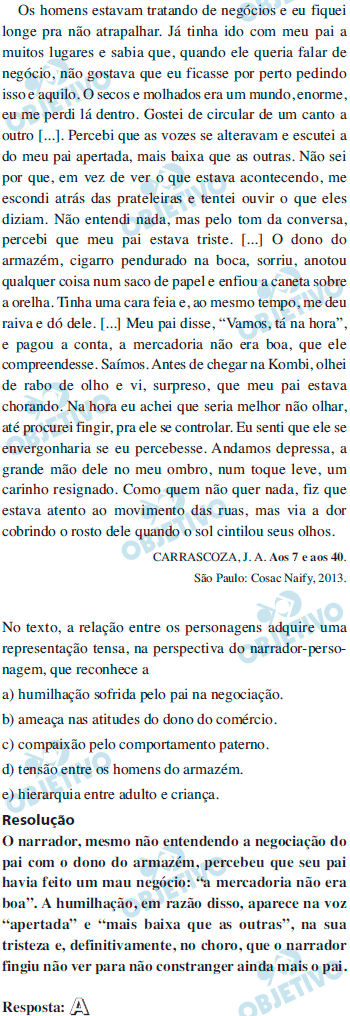 Os homens estavam tratando de negócios e eu fiquei
longe pra não atrapalhar. Já tinha ido com meu pai a
muitos lugares e sabia que, quando ele queria falar de
negócio, não gostava que eu ficasse por perto pedindo
isso e aquilo. O secos e molhados era um mundo, enorme,
eu me perdi lá dentro. Gostei de circular de um canto a
outro [...]. Percebi que as vozes se alteravam e escutei a
do meu pai apertada, mais baixa que as outras. Não sei
por que, em vez de ver o que estava acontecendo, me
escondi atrás das prateleiras e tentei ouvir o que eles
diziam. Não entendi nada, mas pelo tom da conversa,
percebi que meu pai estava triste. [...] O dono do
armazém, cigarro pendurado na boca, sorriu, anotou
qualquer coisa num saco de papel e enfiou a caneta sobre
a orelha. Tinha uma cara feia e, ao mesmo tempo, me deu
raiva e dó dele. [...] Meu pai disse, “Vamos, tá na hora”,
e pagou a conta, a mercadoria não era boa, que ele
compreendesse. Saímos. Antes de chegar na Kombi, olhei
de rabo de olho e vi, surpreso, que meu pai estava
chorando. Na hora eu achei que seria melhor não olhar,
até procurei fingir, pra ele se controlar. Eu senti que ele se
envergonharia se eu percebesse. Andamos depressa, a
grande mão dele no meu ombro, num toque leve, um
carinho resignado. Como quem não quer nada, fiz que
estava atento ao movimento das ruas, mas via a dor
cobrindo o rosto dele quando o sol cintilou seus olhos.
CARRASCOZA, J. A. Aos 7 e aos 40.
São Paulo: Cosac Naify, 2013.
No texto, a relação entre os personagens adquire uma
representação tensa, na perspectiva do narrador-perso-
nagem, que reconhece a
a) humilhação sofrida pelo pai na negociação.
b) ameaça nas atitudes do dono do comércio.
c) compaixão pelo comportamento paterno.
d) tensão entre os homens do armazém.
e) hierarquia entre adulto e criança.
Resolução
O narrador, mesmo não entendendo a negociação do
pai com o dono do armazém, percebeu que seu pai
havia feito um mau negócio: “a mercadoria não era
boa”. A humilhação, em razão disso, aparece na voz
“apertada” e “mais baixa que as outras”, na sua
tristeza e, definitivamente, no choro, que o narrador
fingiu não ver para não constranger ainda mais o pai.
Resposta: A
OBJETIVO
OBJETIVO
OBJETIVO
OBJETIVO
OBJETIVO
OBJETIVO
OBJETIVO
OBJETIVO
OBJETIVO
OBJETIVO